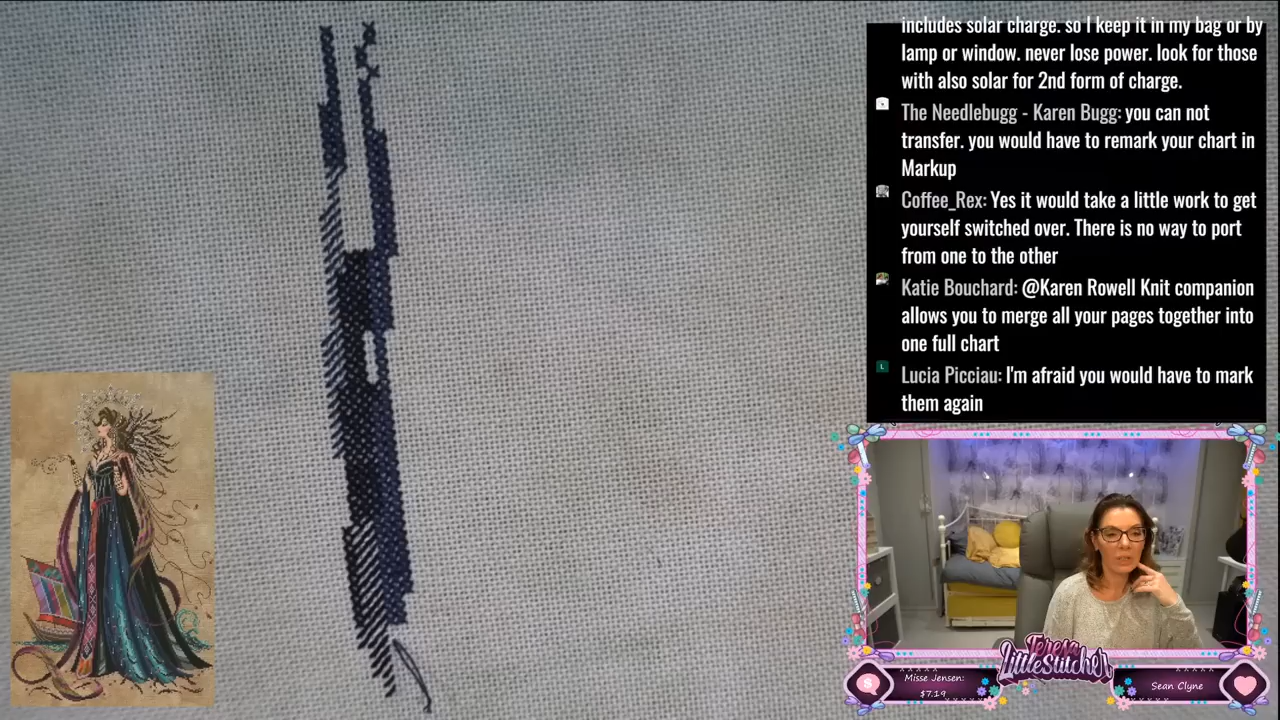 includes solar charge. so I keep it in my bag or by
lamp or window. never lose power. look for those
with also solar for 2nd form of charge.
The Needlebugg - Karen Bugg: you can not
transfer. you would have to remark your chart in
Markup
Coffee_Rex: Yes it would take a little work to get
yourself switched over. There is no way to port
from one to the other
Katie Bouchard: @Karen Rowell Knit companion
allows you to merge all your pages together into
one full chart
L
Lucia Picciau: I'm afraid you would have to mark
them again
Teresa
LittleStitcher
Misse Jensen:
$7.19
Sean Clyne
$